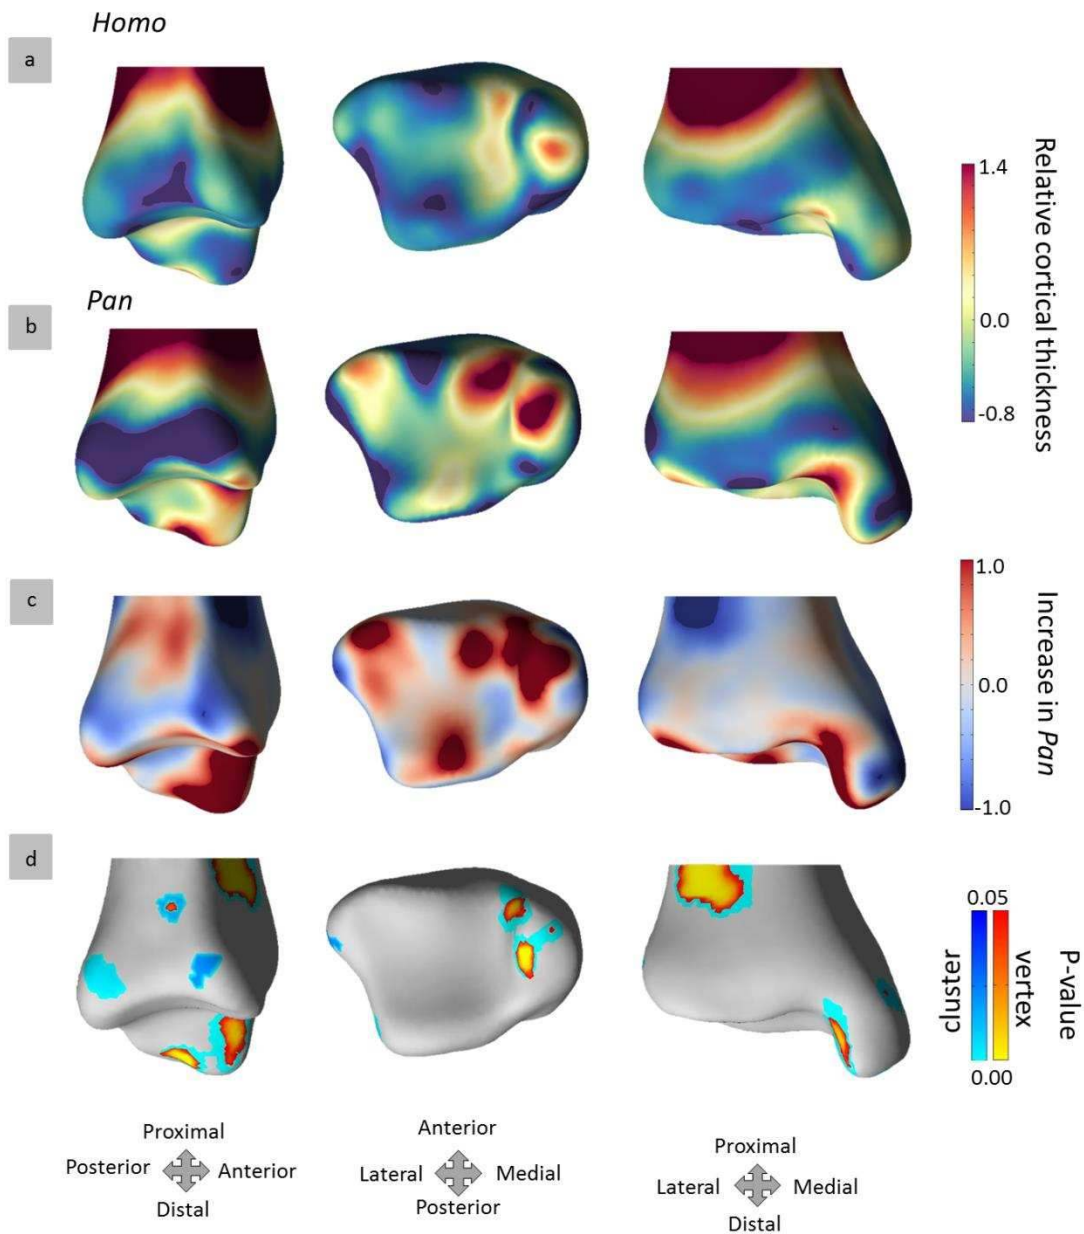 Homo
a
1.4
0.0
-0.8
Relative cortical thickness
Pan
b
c
1.0
0.0
-1.0
Increase in Pan
d
0.05
0.00
cluster
vertex
P-value
Proximal
Posterior Anterior
Distal
Anterior
Lateral Medial
Posterior
Proximal
Lateral Medial
Distal